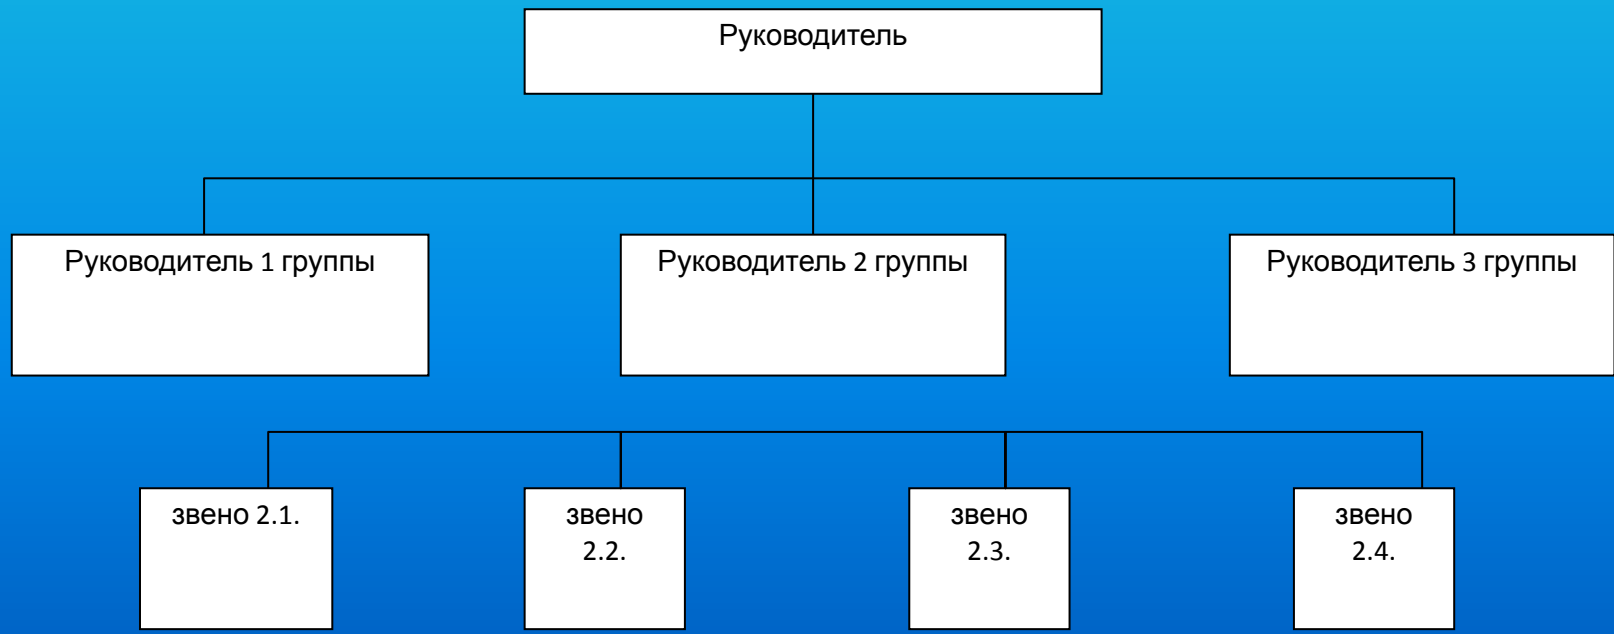 Руководитель
Руководитель 1 группы
Руководитель 2 группы
Руководитель 3 группы
звено 2.1.
звено
2.2.
звено
2.3.
звено
2.4.